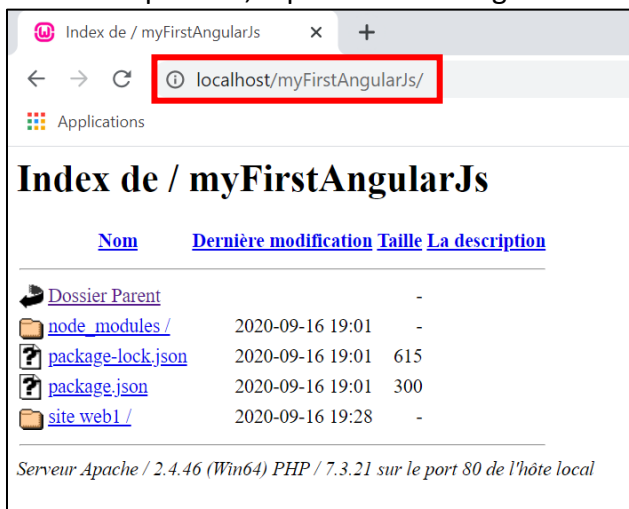 Index de / myFirstAngularJs
localhost/myFirstAngularJs/
Applications
Index de / myFirstAngularJs
Nom Dernière modification Taille La description
Dossier Parent -
node_modules / 2020-09-16 19:01 -
package-lock.json 2020-09-16 19:01 615
package.json 2020-09-16 19:01 300
site web1 / 2020-09-16 19:28 -
Serveur Apache / 2.4.46 (Win64) PHP / 7.3.21 sur le port 80 de l'hôte local